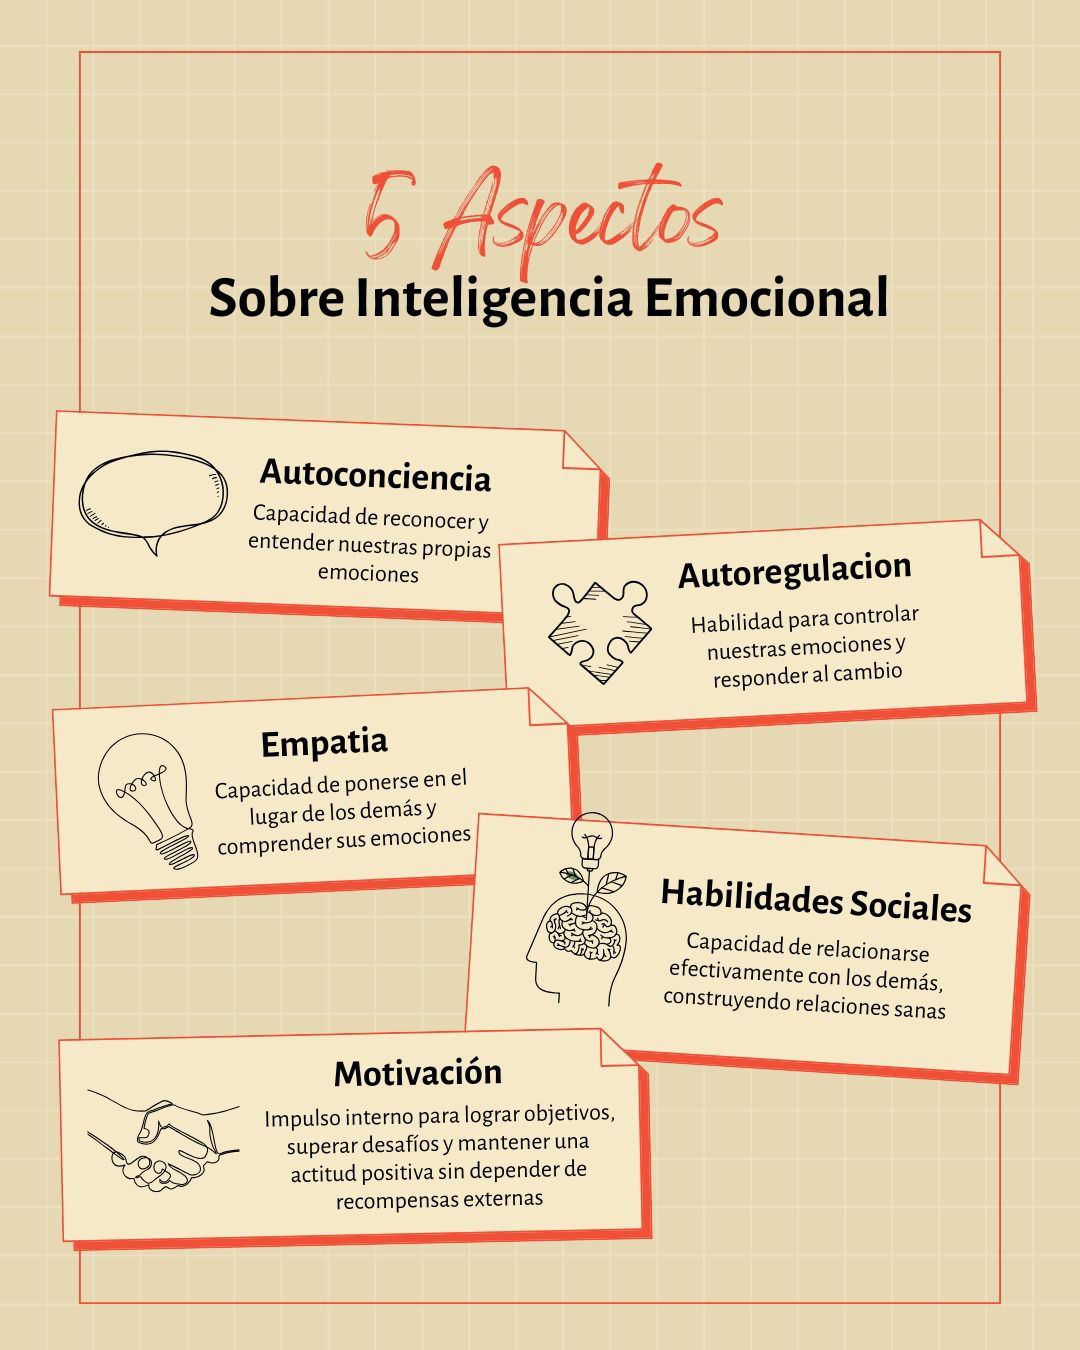 5 Aspectos
Sobre Inteligencia Emocional
Autoconciencia
Capacidad de reconocer y
entender nuestras propias
emociones
Autoregulacion
Habilidad para controlar
nuestras emociones y
responder al cambio
Empatia
Capacidad de ponerse en el
lugar de los demás y
comprender sus emociones
Habilidades Sociales
Capacidad de relacionarse
efectivamente con los demás,
construyendo relaciones sanas
Motivación
Impulso interno para lograr objetivos,
superar desafíos y mantener una
actitud positiva sin depender de
recompensas externas